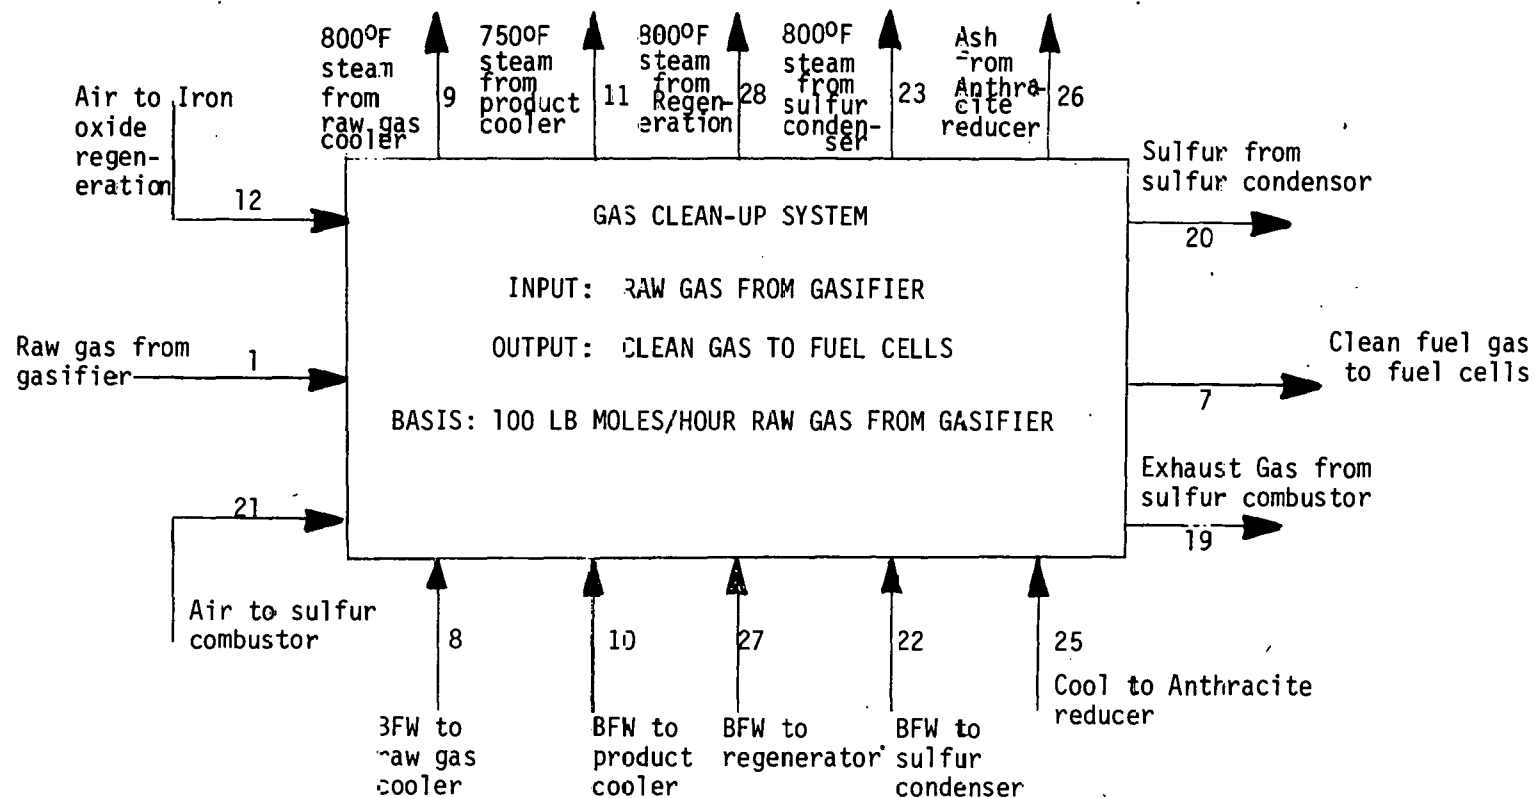 800°F
steam
from
raw gas
cooler
9
750°F
steam
from
product
cooler
11
800°F
steam
from
Regen-
eration
28
800°F
steam
from
sulfur
conden-
ser
23
Ash
from
Anthra-
cite
reducer
26
Air to Iron
oxide
regen-
eration
12
Sulfur from
sulfur condensor
20
GAS CLEAN-UP SYSTEM
INPUT: RAW GAS FROM GASIFIER
OUTPUT: CLEAN GAS TO FUEL CELLS
BASIS: 100 LB MOLES/HOUR RAW GAS FROM GASIFIER
Raw gas from
gasifier
1
Clean fuel gas
to fuel cells
7
Exhaust Gas from
sulfur combustor
19
21
Air to sulfur
combustor
8
BFW to
raw gas
cooler
10
BFW to
product
cooler
27
BFW to
regenerator
22
BFW to
sulfur
condenser
25
Cool to Anthracite
reducer